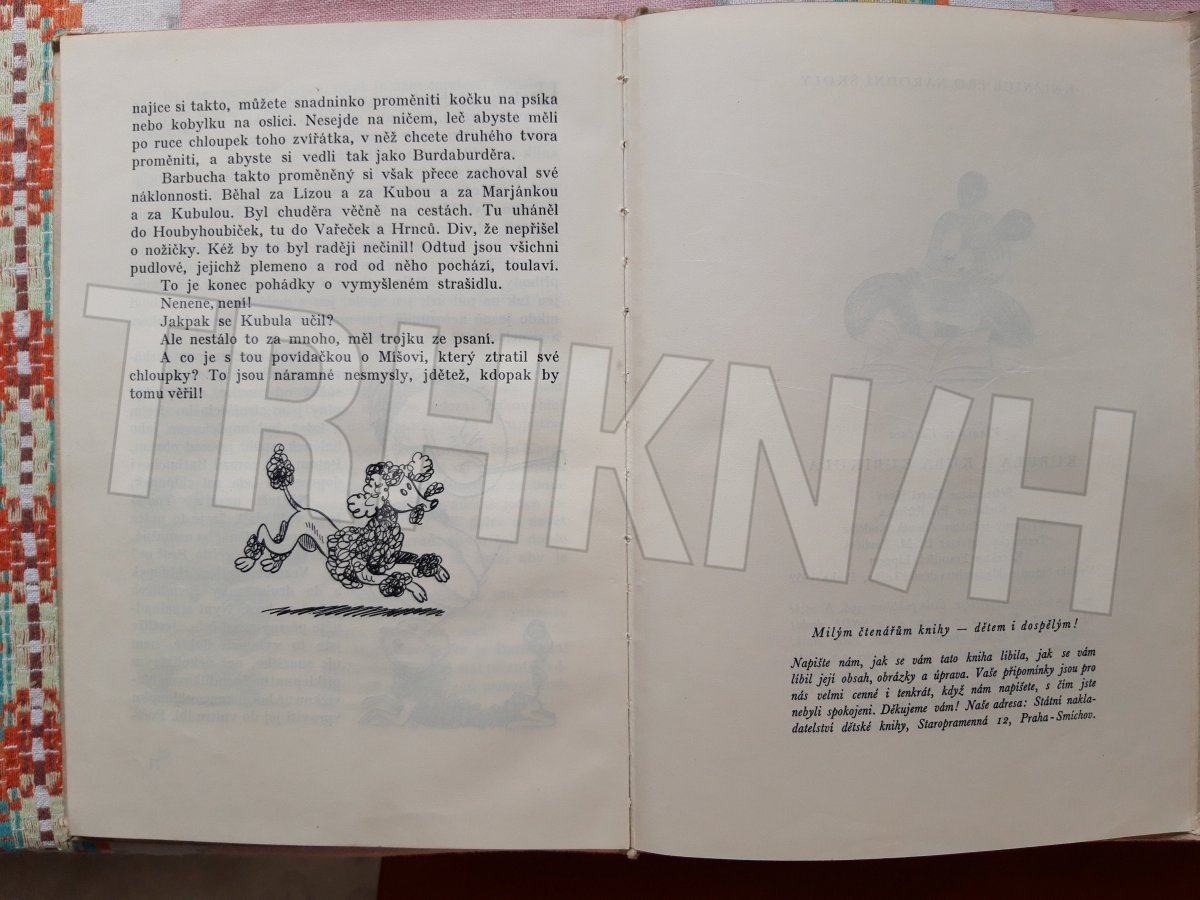 najíce si takto, můžete snadninko proměniti kočku na psíka
nebo kobylku na oslici. Nesejde na ničem, leč abyste měli
po ruce chloupek toho zvířátka, v něž chcete druhého tvora
proměniti, a abyste si vedli tak jako Burdaburděra.
Barbucha takto proměněný si však přece zachoval své
náklonnosti. Běhal za Lízou a za Kubou a za Marjánkou
a za Kubulou. Byl chuděra věčně na cestách. Tu uháněl
do Houbyhoubiček, tu do Vařeček a Hrnců. Div, že nepřišel
o nožičky. Kéž by to byl raději nečinil! Odtud jsou všichni
pudlové, jejichž plemeno a rod od něho pochází, toulaví.
To je konec pohádky o vymyšleném strašidlu.
Nenene, není!
Jakpak se Kubula učil?
Ale nestálo to za mnoho, měl trojku ze psaní.
A co je s tou povídačkou o Míšovi, který ztratil své
chloupky? To jsou náramné nesmysly, jdětež, kdopak by
tomu věřil!
TRHKN/H
KNIŽNICE PRO NÁRODNÍ ŠKOLY
KUBULA A KUBA KUBIKULA
Milým čtenářům knihy — dětem i dospělým!
Napište nám, jak se vám tato kniha líbila, jak se vám
líbil její obsah, obrázky a úprava. Vaše připomínky jsou pro
nás velmi cenné i tenkrát, když nám napíšete, s čím jste
nebyli spokojeni. Děkujeme vám! Naše adresa: Státní nakla-
datelství dětské knihy, Staropramenná 12, Praha-Smíchov.